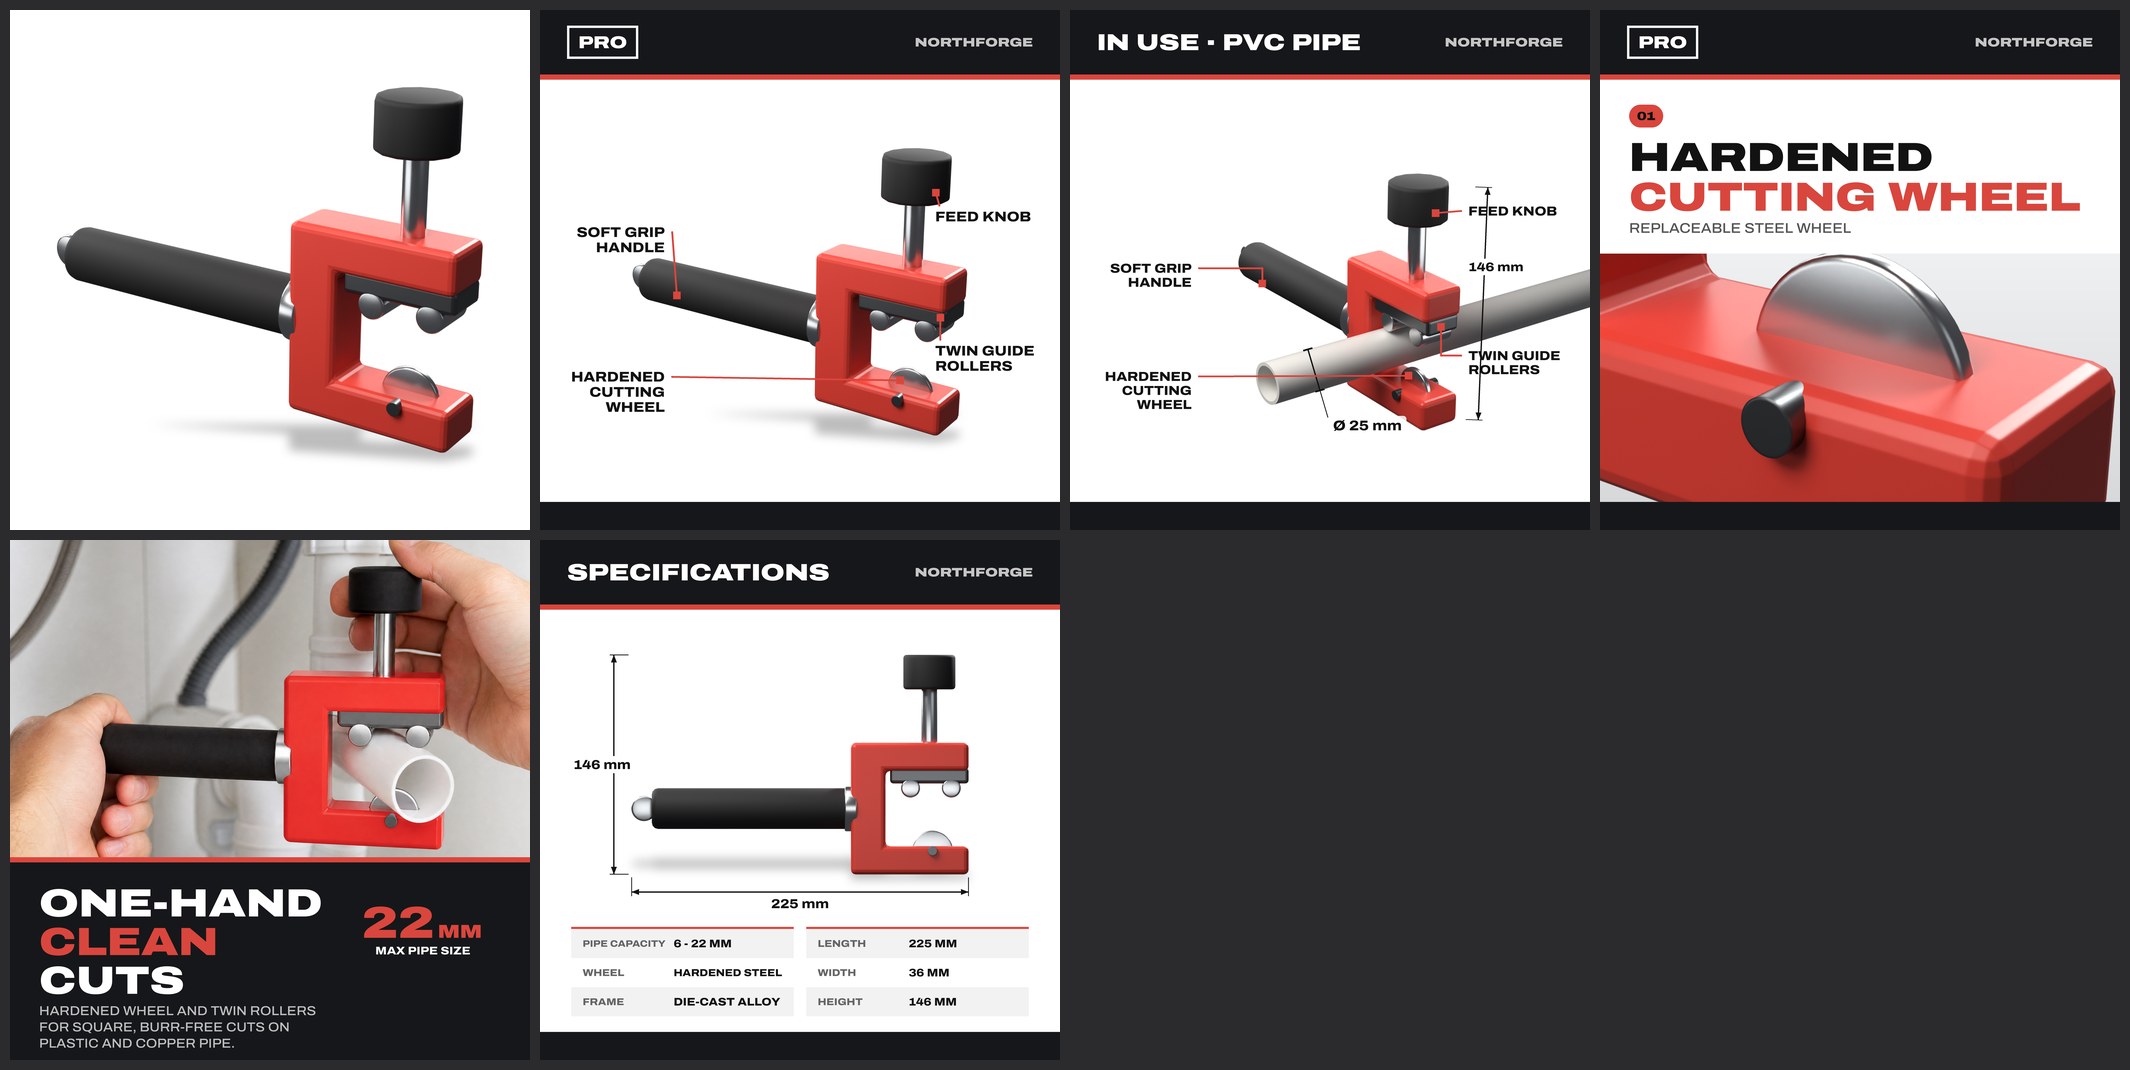 PRO
NORTHFORGE
FEED KNOB
SOFT GRIP
HANDLE
TWIN GUIDE
ROLLERS
HARDENED
CUTTING
WHEEL
IN USE · PVC PIPE
NORTHFORGE
FEED KNOB
146 mm
SOFT GRIP
HANDLE
TWIN GUIDE
ROLLERS
HARDENED
CUTTING
WHEEL
Ø 25 mm
PRO
NORTHFORGE
01
HARDENED
CUTTING WHEEL
REPLACEABLE STEEL WHEEL
ONE-HAND
CLEAN
CUTS
22 MM
MAX PIPE SIZE
HARDENED WHEEL AND TWIN ROLLERS
FOR SQUARE, BURR-FREE CUTS ON
PLASTIC AND COPPER PIPE.
SPECIFICATIONS
NORTHFORGE
146 mm
225 mm
PIPE CAPACITY 6 - 22 MM
WHEEL HARDENED STEEL
FRAME DIE-CAST ALLOY
LENGTH 225 MM
WIDTH 36 MM
HEIGHT 146 MM